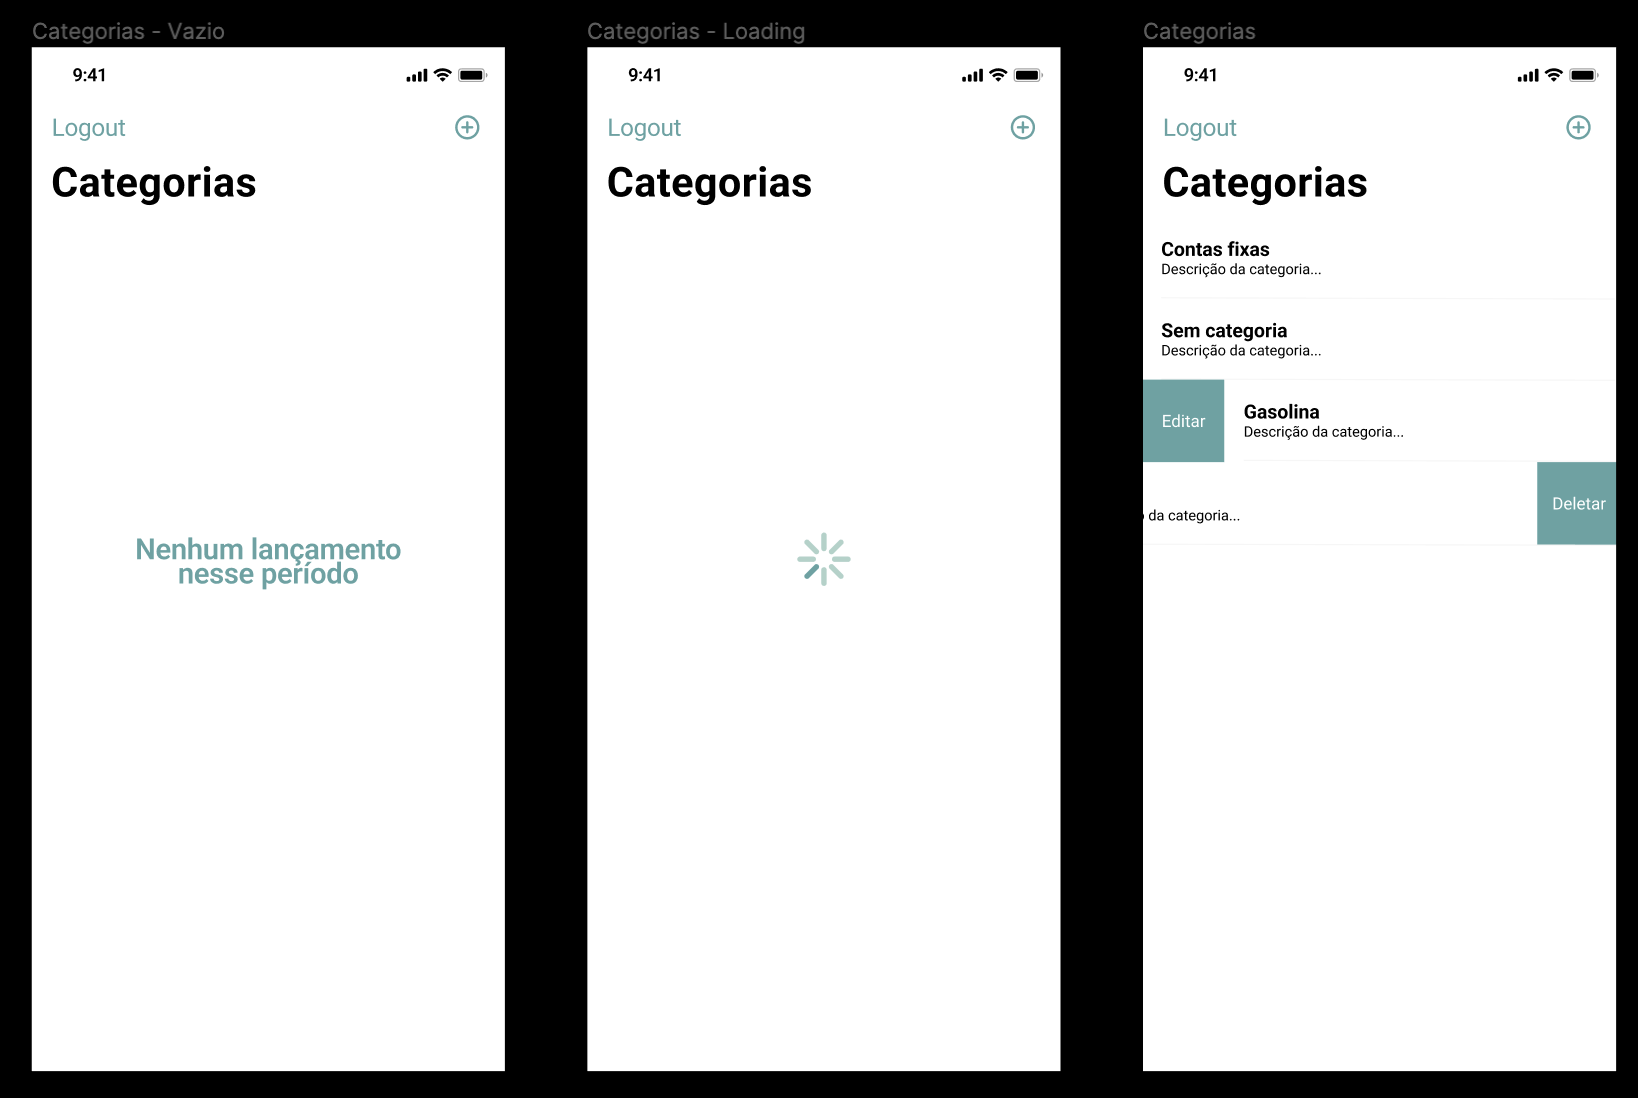 Categorias - Vazio
9:41
Logout
Categorias
Nenhum lançamento
nesse período
Categorias - Loading
9:41
Logout
Categorias
Categorias
9:41
Logout
Categorias
Contas fixas
Descrição da categoria...
Sem categoria
Descrição da categoria...
Editar
Gasolina
Descrição da categoria...
da categoria...
Deletar